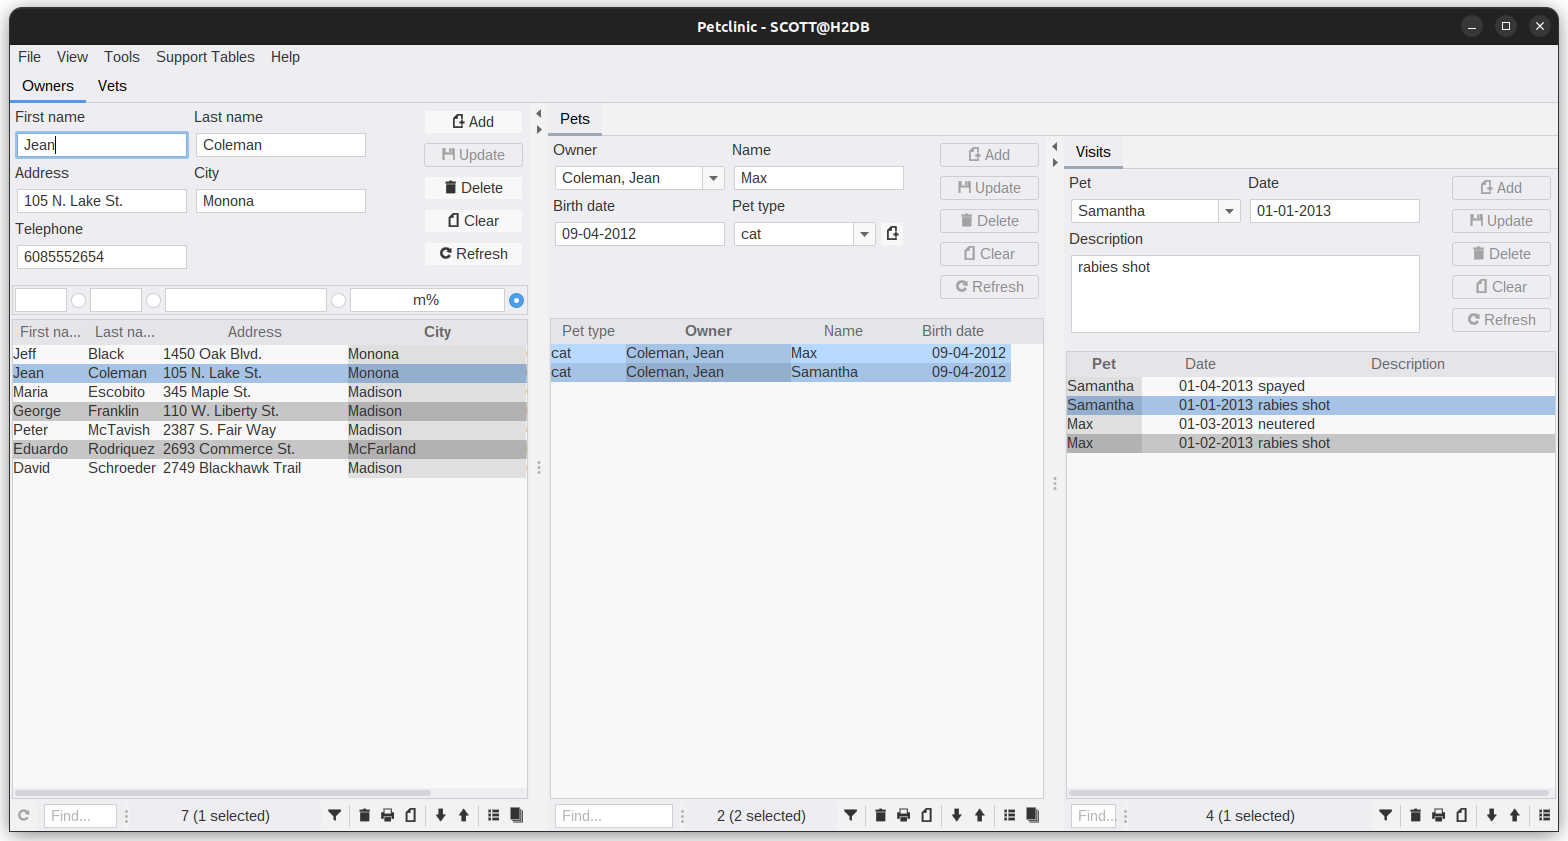 Petclinic - SCOTT@H2DB
File View Tools Support Tables Help
Owners Vets
First name Last name
Jean Coleman
Address City
105 N. Lake St. Monona
Telephone
6085552654
Add
Update
Delete
Clear
Refresh
m%
First na... Last na... Address City
Jeff Black 1450 Oak Blvd. Monona
Jean Coleman 105 N. Lake St. Monona
Maria Escobito 345 Maple St. Madison
George Franklin 110 W. Liberty St. Madison
Peter McTavish 2387 S. Fair Way Madison
Eduardo Rodriquez 2693 Commerce St. McFarland
David Schroeder 2749 Blackhawk Trail Madison
Find... 7 (1 selected)
Pets
Owner Name
Coleman, Jean Max
Birth date Pet type
09-04-2012 cat
Add
Update
Delete
Clear
Refresh
Pet type Owner Name Birth date
cat Coleman, Jean Max 09-04-2012
cat Coleman, Jean Samantha 09-04-2012
Find... 2 (2 selected)
Visits
Pet Date
Samantha 01-01-2013
Description
rabies shot
Add
Update
Delete
Clear
Refresh
Pet Date Description
Samantha 01-04-2013 spayed
Samantha 01-01-2013 rabies shot
Max 01-03-2013 neutered
Max 01-02-2013 rabies shot
Find... 4 (1 selected)